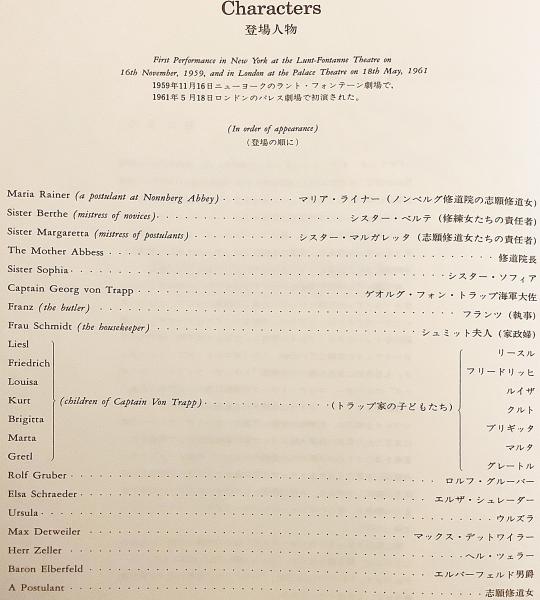 Characters
登場人物
First Performance in New York at the Lunt-Fontanne Theatre on
16th November, 1959, and in London at the Palace Theatre on 18th May, 1961
1959年11月16日ニューヨークのラント・フォンテーン劇場で,
1961年5月18日ロンドンのパレス劇場で初演された。
(In order of appearance)
(登場の順に)
Maria Rainer (a postulant at Nonnberg Abbey) マリア・ライナー (ノンベルグ修道院の志願修道女)
Sister Berthe (mistress of novices) シスター・ベルテ (修練女たちの責任者)
Sister Margaretta (mistress of postulants) シスター・マルガレッタ (志願修道女たちの責任者)
The Mother Abbess 修道院長
Sister Sophia シスター・ソフィア
Captain Georg von Trapp ゲオルグ・フォン・トラップ海軍大佐
Franz (the butler) フランツ (執事)
Frau Schmidt (the housekeeper) シュミット夫人 (家政婦)
Liesl リースル
Friedrich フリードリッヒ
Louisa ルイザ
Kurt (children of Captain Von Trapp) (トラップ家の子どもたち) クルト
Brigitta ブリギッタ
Marta マルタ
Gretl グレートル
Rolf Gruber ロルフ・グルーバー
Elsa Schraeder エルザ・シュレーダー
Ursula ウルズラ
Max Detweiler マックス・デットワイラー
Herr Zeller ヘル・ツェラー
Baron Elberfeld エルバーフェルド男爵
A Postulant 志願修道女